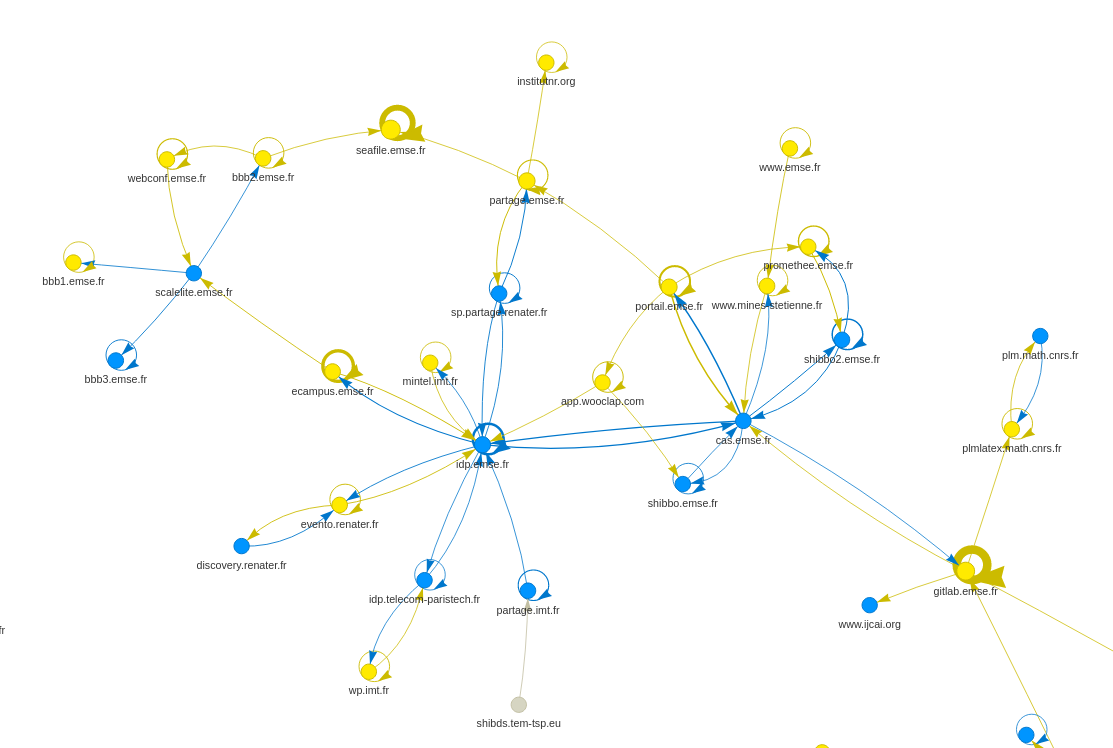 institutnr.org
seafile.emse.fr
webconf.emse.fr
bbb2.emse.fr
www.emse.fr
partage.emse.fr
promethee.emse.fr
bbb1.emse.fr
scalelite.emse.fr
sp.partage.renater.fr
portail.emse.fr
www.mines-stetienne.fr
shibbo2.emse.fr
plm.math.cnrs.fr
bbb3.emse.fr
ecampus.emse.fr
mintel.imt.fr
app.wooclap.com
cas.emse.fr
plmlatex.math.cnrs.fr
idp.emse.fr
shibbo.emse.fr
evento.renater.fr
discovery.renater.fr
gitlab.emse.fr
idp.telecom-paristech.fr
partage.imt.fr
www.ijcai.org
fr
wp.imt.fr
shibds.tem-tsp.eu